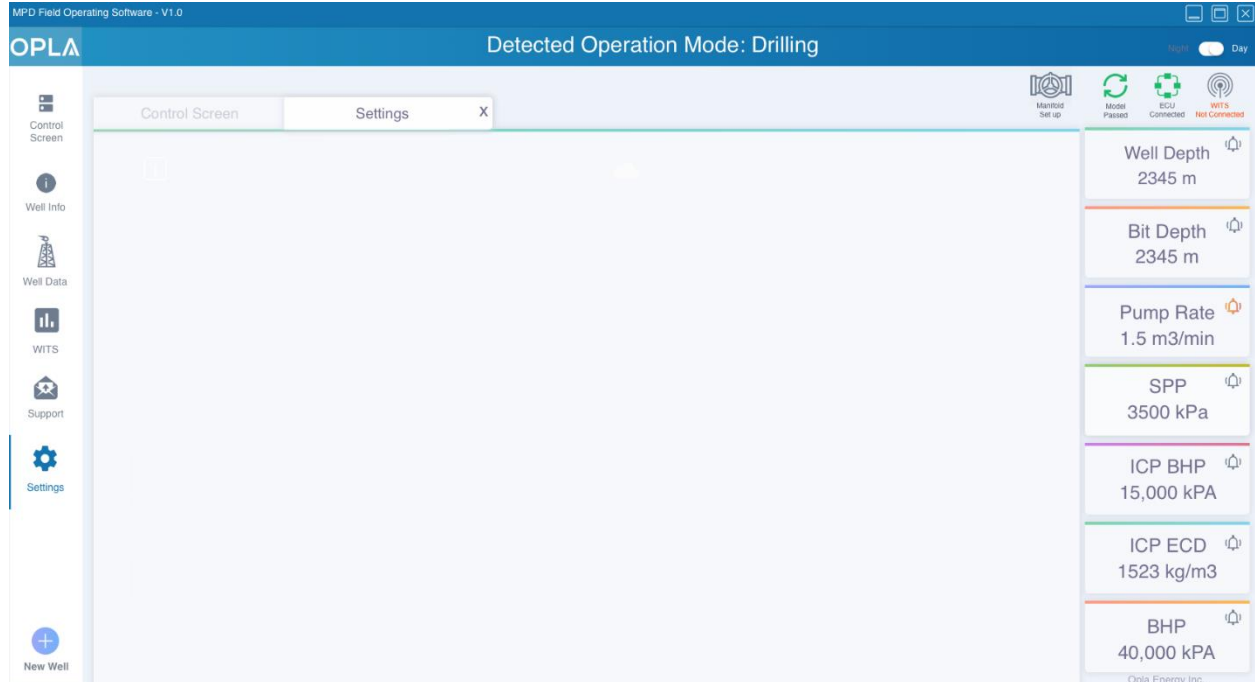 MPD Field Operating Software - V1.0
OPLA
Detected Operation Mode: Drilling
Night
Day
Control
Screen
Well Info
Well Data
WITS
Support
Settings
New Well
Control Screen
Settings
X
Manifold
Set up
Model
Passed
ECU
Connected
WITS
Not Connected
Well Depth
2345 m
Bit Depth
2345 m
Pump Rate
1.5 m3/min
SPP
3500 kPa
ICP BHP
15,000 kPA
ICP ECD
1523 kg/m3
BHP
40,000 kPA
Opla Energy Inc